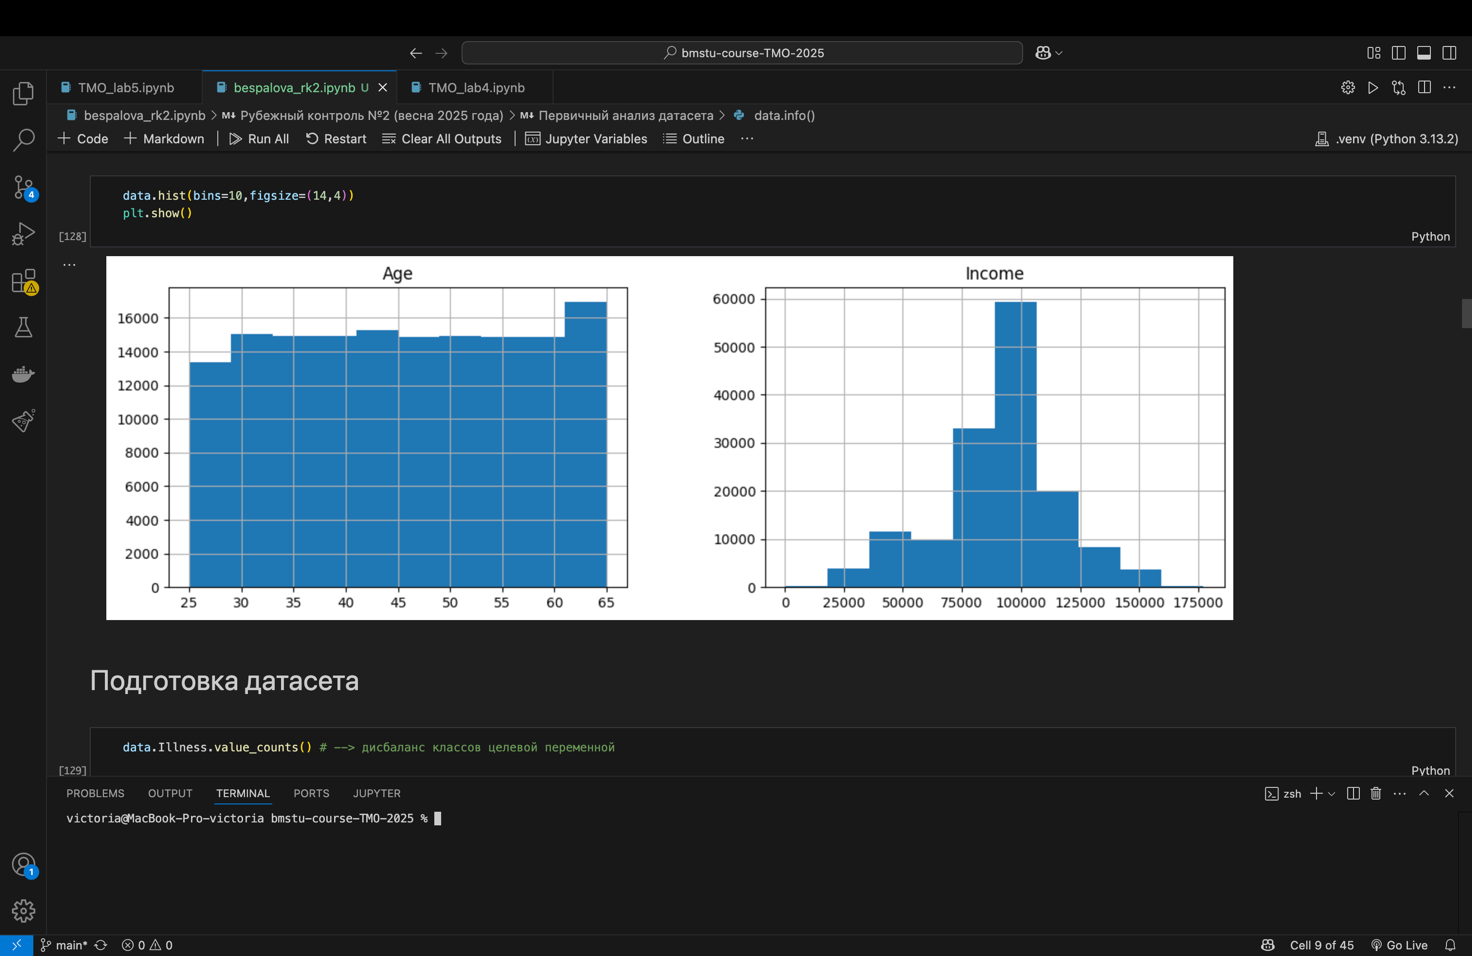 bmstu-course-TMO-2025
TMO_lab5.ipynb
bespalova_rk2.ipynb U
TMO_lab4.ipynb
bespalova_rk2.ipynb > M↓ Рубежный контроль №2 (весна 2025 года) > M↓ Первичный анализ датасета > data.info()
+ Code + Markdown | Run All Restart Clear All Outputs | Jupyter Variables Outline ...
.venv (Python 3.13.2)
4
data.hist(bins=10,figsize=(14,4))
plt.show()
[128]
Python
...
Age
16000
14000
12000
10000
8000
6000
4000
2000
0
25 30 35 40 45 50 55 60 65
Income
60000
50000
40000
30000
20000
10000
0
0 25000 50000 75000 100000 125000 150000 175000
Подготовка датасета
data.Illness.value_counts() # --> дисбаланс классов целевой переменной
[129]
Python
PROBLEMS OUTPUT TERMINAL PORTS JUPYTER
zsh
victoria@MacBook-Pro-victoria bmstu-course-TMO-2025 %
1
main* 0 0
Cell 9 of 45 Go Live